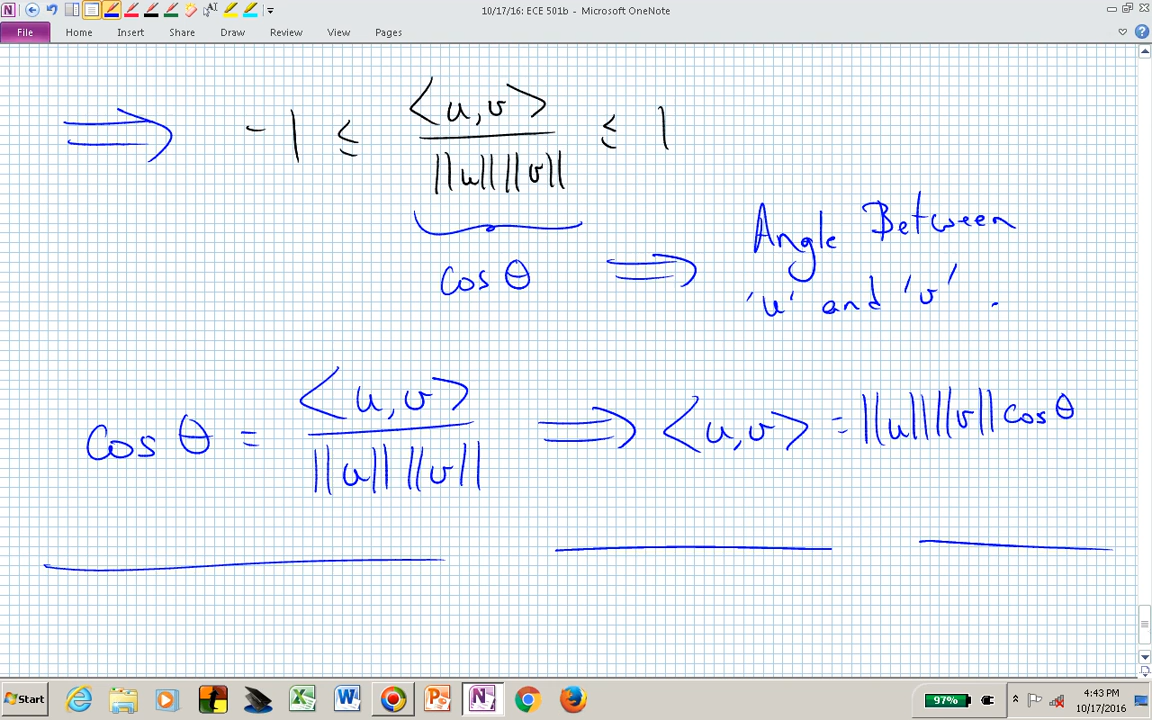 10/17/16: ECE 501b - Microsoft OneNote
File Home Insert Share Draw Review View Pages
⟹ -1 ≤ <u,v> / ||u|| ||v|| ≤ 1
cos θ ⟹ Angle Between
'u' and 'v'.
cos θ = <u,v> / ||u|| ||v|| ⟹ <u,v> = ||u|| ||v|| cos θ
Start
97%
4:43 PM
10/17/2016